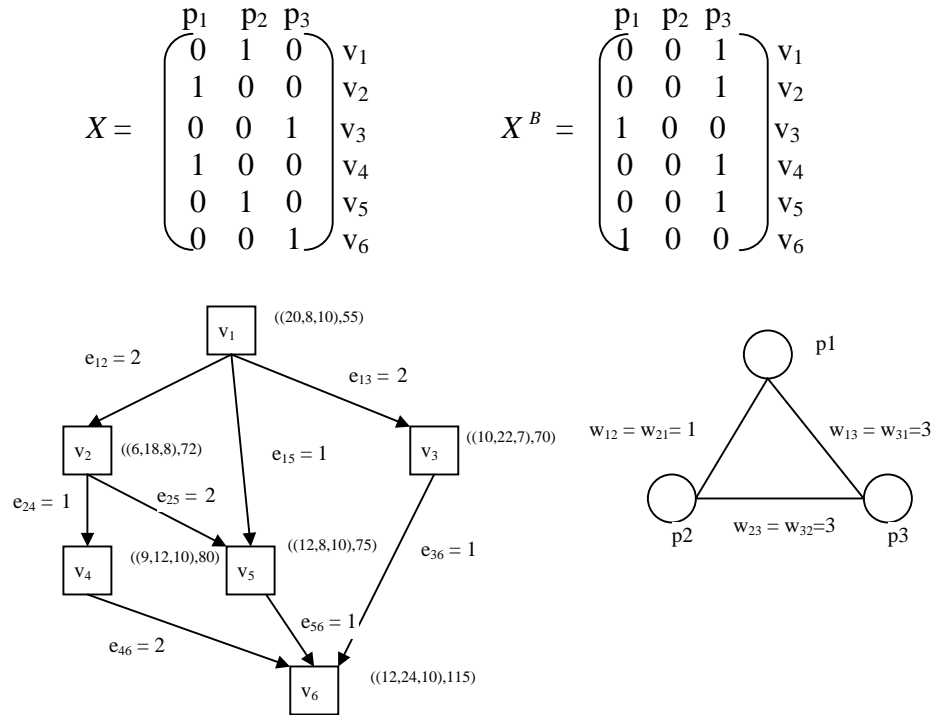 p1 p2 p3 p1 p2 p3
0 1 0 v1 0 0 1 v1
1 0 0 v2 0 0 1 v2
X = 0 0 1 v3 X^B = 1 0 0 v3
1 0 0 v4 0 0 1 v4
0 1 0 v5 0 0 1 v5
0 0 1 v6 1 0 0 v6
v1 ((20,8,10),55)
e12 = 2
e13 = 2
p1
v2 ((6,18,8),72)
e15 = 1
v3 ((10,22,7),70)
w12 = w21= 1
w13 = w31=3
e24 = 1
e25 = 2
w23 = w32=3
p2
p3
v4 ((9,12,10),80)
v5 ((12,8,10),75)
e36 = 1
e46 = 2
e56 = 1
v6 ((12,24,10),115)